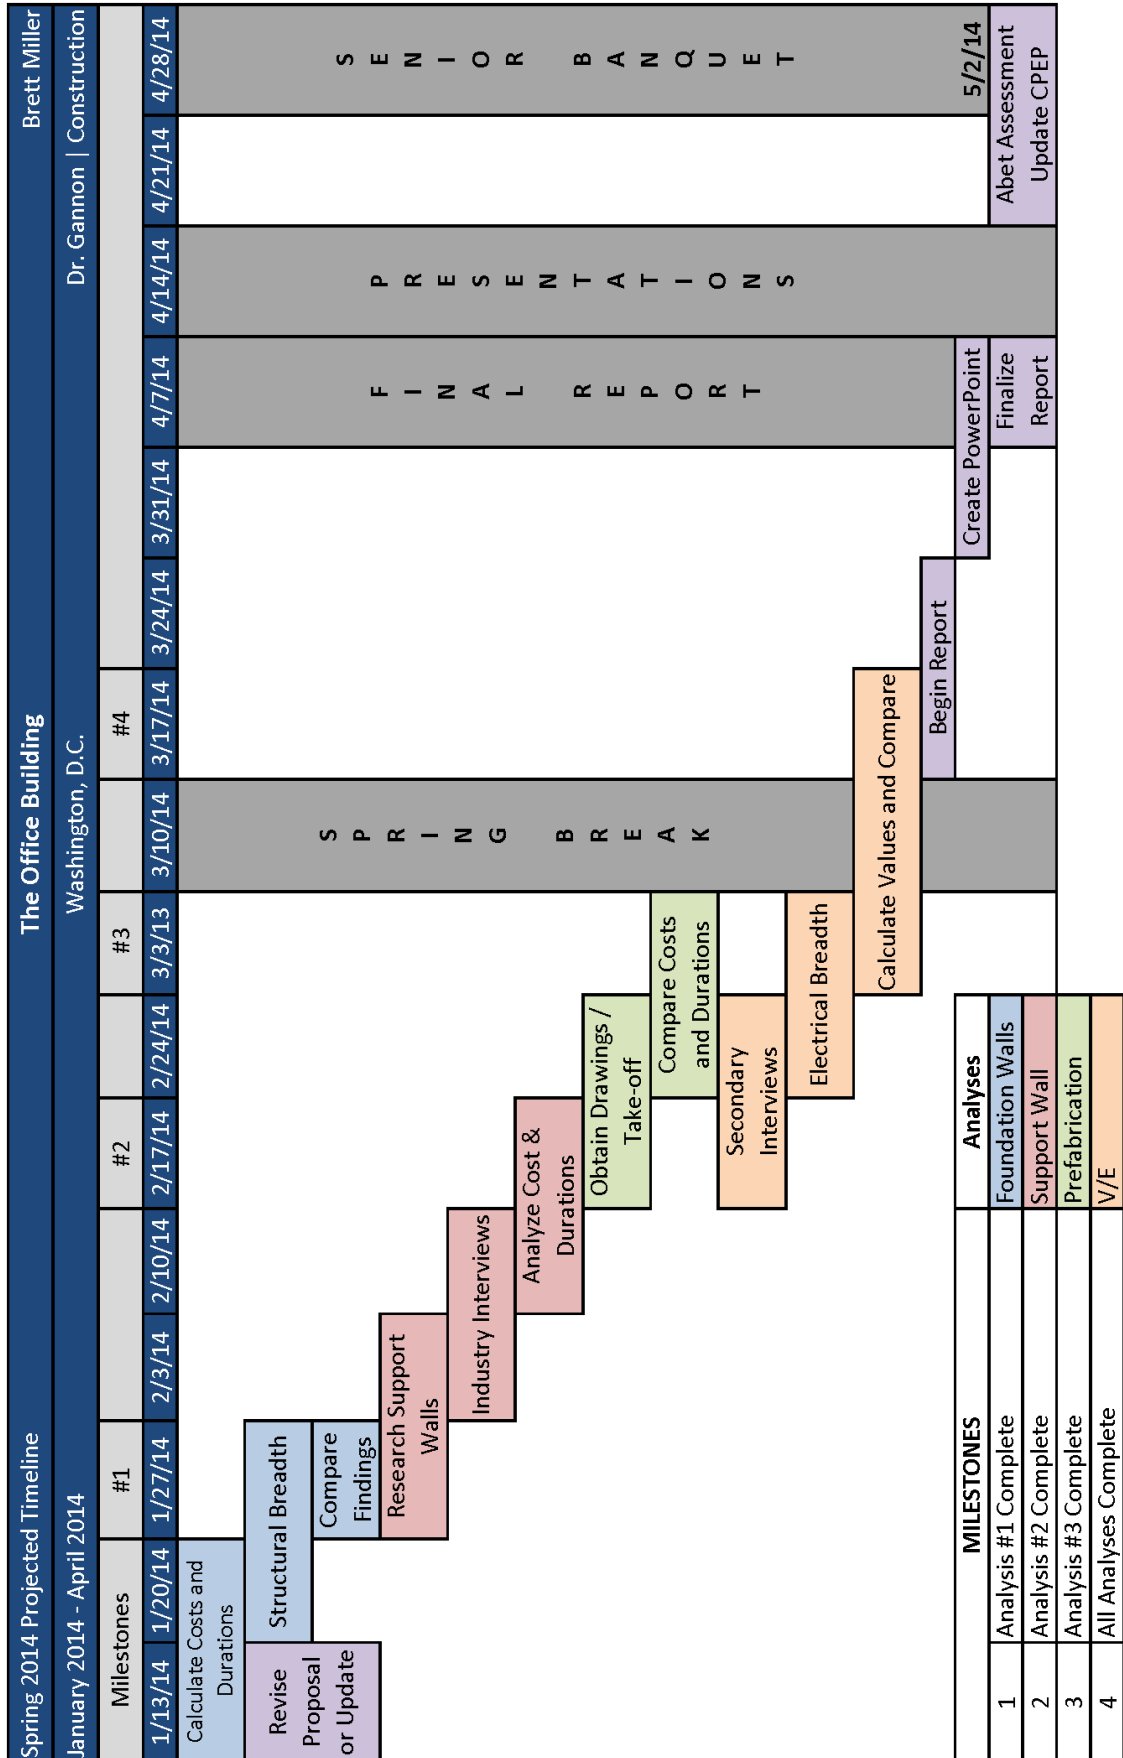 Spring 2014 Projected Timeline The Office Building Brett Miller
January 2014 - April 2014 Washington, D.C. Dr. Gannon | Construction
Milestones #1 #2 #3 #4
1/13/14 1/20/14 1/27/14 2/3/14 2/10/14 2/17/14 2/24/14 3/3/13 3/10/14 3/17/14 3/24/14 3/31/14 4/7/14 4/14/14 4/21/14 4/28/14
Calculate Costs and
Durations
Revise
Proposal
or Update
Structural Breadth
Compare
Findings
Research Support
Walls
Industry Interviews
Analyze Cost &
Durations
Obtain Drawings /
Take-off
Compare Costs
and Durations
Secondary
Interviews
Electrical Breadth
Calculate Values and Compare
Begin Report
Create PowerPoint
Finalize
Report
SPRING BREAK
FINAL REPORT
PRESENTATIONS
SENIOR BANQUET
5/2/14
Abet Assessment
Update CPEP
MILESTONES Analyses
1 Analysis #1 Complete Foundation Walls
2 Analysis #2 Complete Support Wall
3 Analysis #3 Complete Prefabrication
4 All Analyses Complete V/E